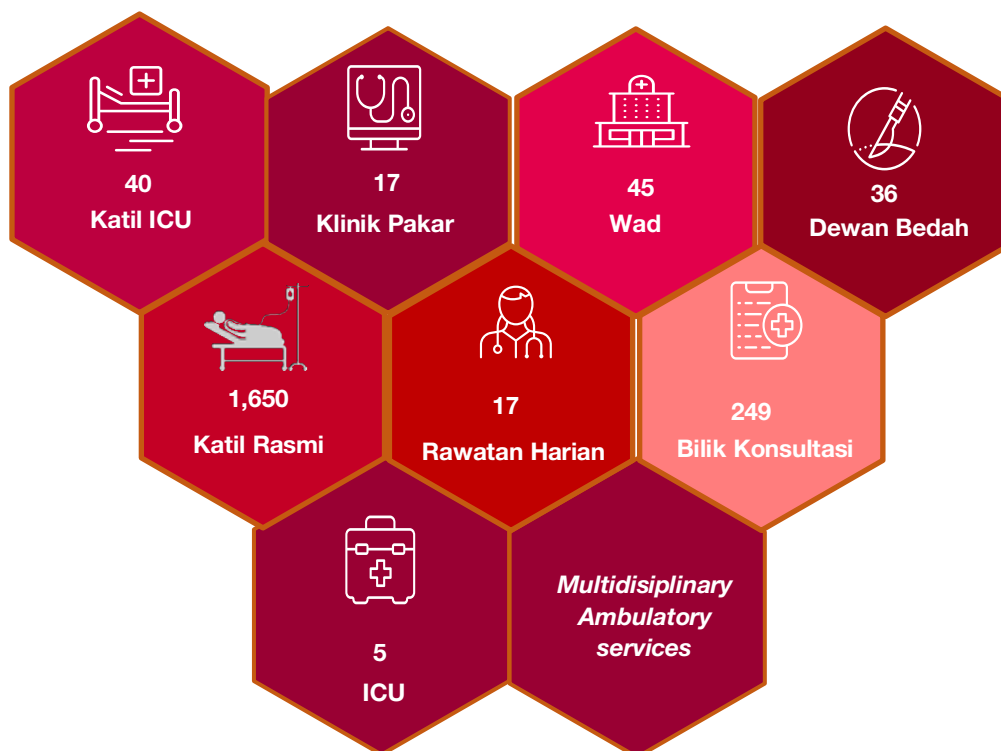 40
Katil ICU
17
Klinik Pakar
45
Wad
36
Dewan Bedah
1,650
Katil Rasmi
17
Rawatan Harian
249
Bilik Konsultasi
5
ICU
Multidisiplinary
Ambulatory
services